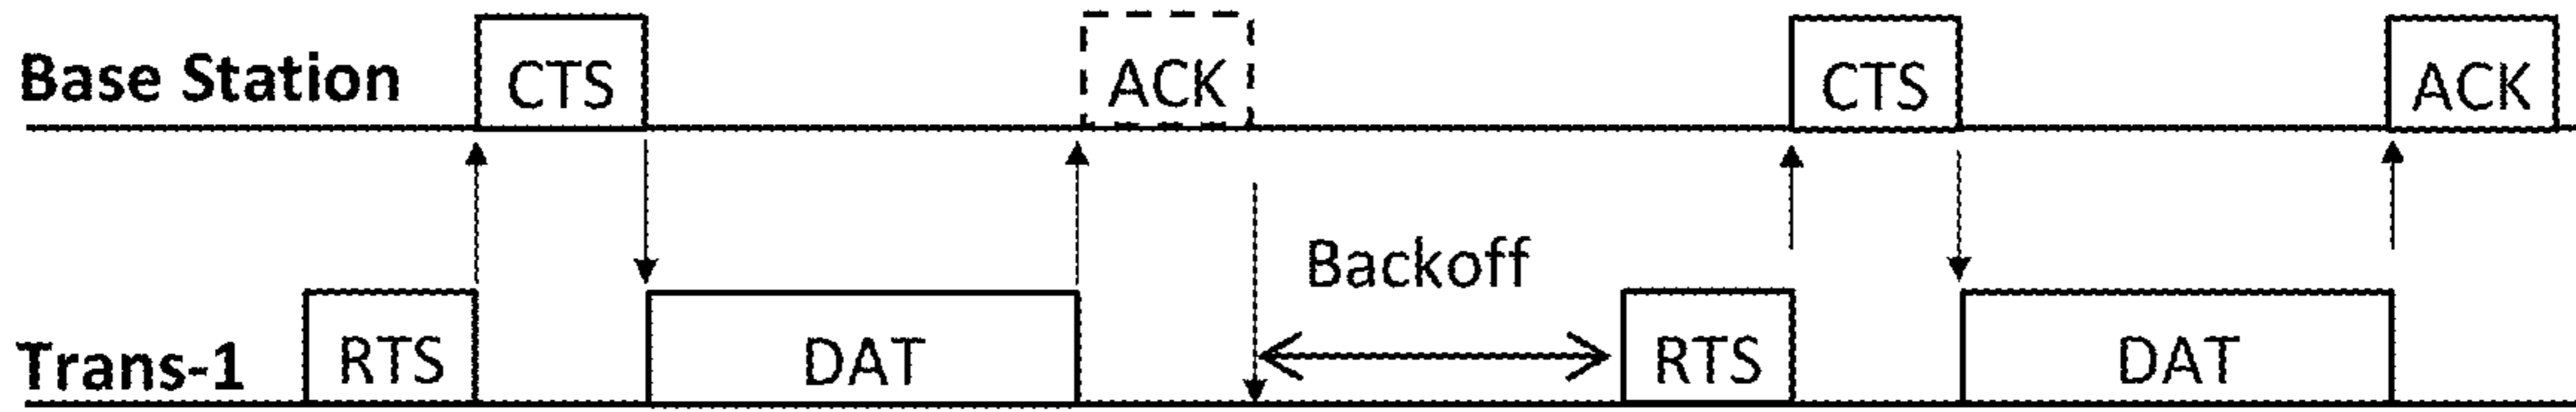 Base Station CTS ACK CTS ACK
Backoff
Trans-1 RTS DAT RTS DAT